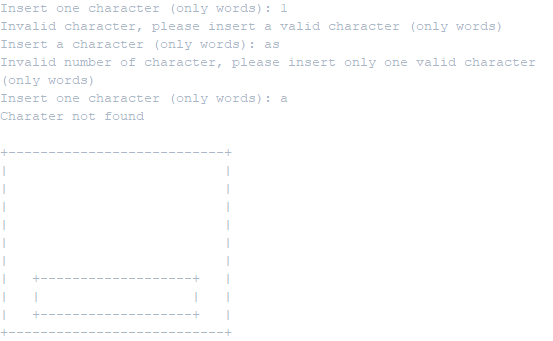 Insert one character (only words): 1
Invalid character, please insert a valid character (only words)
Insert a character (only words): as
Invalid number of character, please insert only one valid character
(only words)
Insert one character (only words): a
Charater not found
+---------------------------+
|                           |
|                           |
|                           |
|                           |
|                           |
|                           |
|   +-------------------+   |
|   |                   |   |
|   +-------------------+   |
+---------------------------+